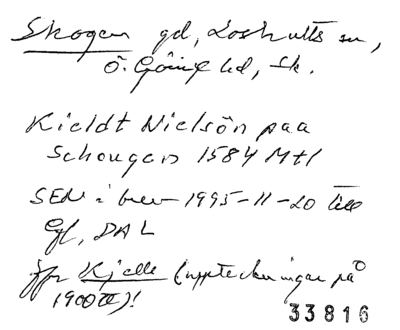 Skogen gd, Loshults sn,
Ö. Göinge hd, Sk.
Kieldt Nielsön paa
Schougen 1584 Mtl
SEN i brev 1995-11-20 till
Gf, DAL
jfr Kjelle (uppteckningar på
1900 t)!
33816